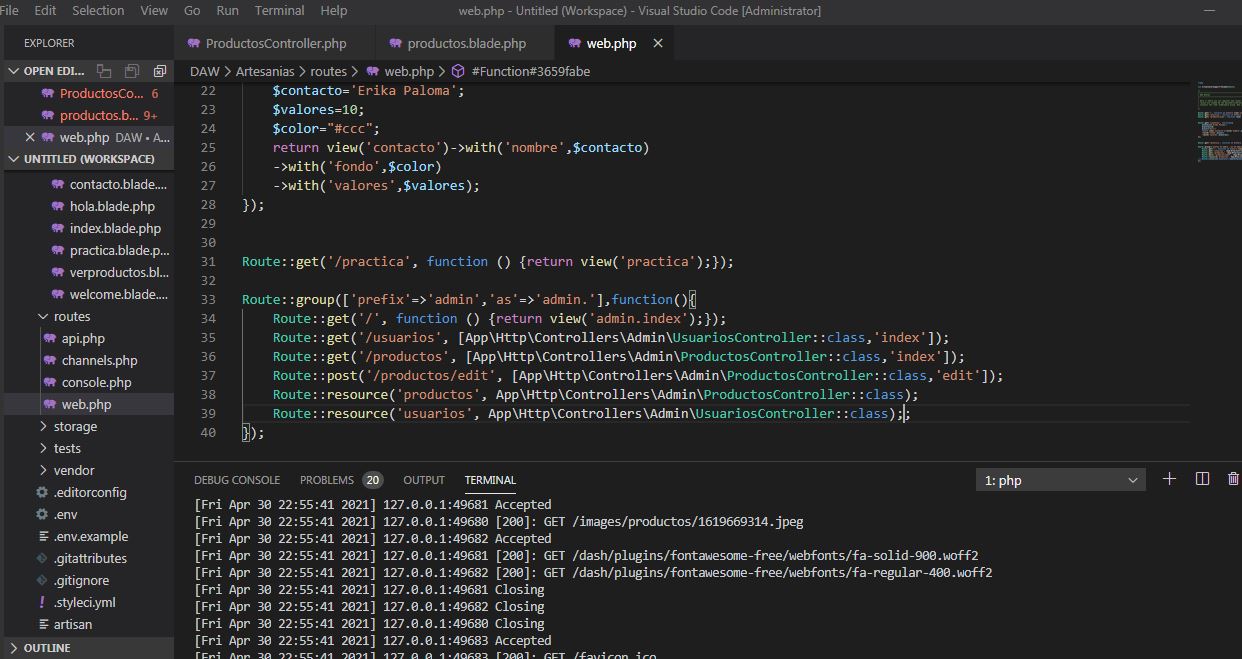 File Edit Selection View Go Run Terminal Help
web.php - Untitled (Workspace) - Visual Studio Code [Administrator]
EXPLORER
OPEN EDI...
ProductosCo... 6
productos.b... 9+
web.php DAW • A...
UNTITLED (WORKSPACE)
contacto.blade....
hola.blade.php
index.blade.php
practica.blade.p...
verproductos.bl...
welcome.blade....
routes
api.php
channels.php
console.php
web.php
storage
tests
vendor
.editorconfig
.env
.env.example
.gitattributes
.gitignore
.styleci.yml
artisan
OUTLINE
ProductosController.php
productos.blade.php
web.php
DAW > Artesanias > routes > web.php > #Function#3659fabe
22 $contacto='Erika Paloma';
23 $valores=10;
24 $color="#ccc";
25 return view('contacto')->with('nombre',$contacto)
26 ->with('fondo',$color)
27 ->with('valores',$valores);
28 });
29
30
31 Route::get('/practica', function () {return view('practica');});
32
33 Route::group(['prefix'=>'admin','as'=>'admin.'],function(){
34 Route::get('/', function () {return view('admin.index');});
35 Route::get('/usuarios', [App\Http\Controllers\Admin\UsuariosController::class,'index']);
36 Route::get('/productos', [App\Http\Controllers\Admin\ProductosController::class,'index']);
37 Route::post('/productos/edit', [App\Http\Controllers\Admin\ProductosController::class,'edit']);
38 Route::resource('productos', App\Http\Controllers\Admin\ProductosController::class);
39 Route::resource('usuarios', App\Http\Controllers\Admin\UsuariosController::class);;
40 });
DEBUG CONSOLE PROBLEMS 20 OUTPUT TERMINAL
1: php
[Fri Apr 30 22:55:41 2021] 127.0.0.1:49681 Accepted
[Fri Apr 30 22:55:41 2021] 127.0.0.1:49680 [200]: GET /images/productos/1619669314.jpeg
[Fri Apr 30 22:55:41 2021] 127.0.0.1:49682 Accepted
[Fri Apr 30 22:55:41 2021] 127.0.0.1:49681 [200]: GET /dash/plugins/fontawesome-free/webfonts/fa-solid-900.woff2
[Fri Apr 30 22:55:41 2021] 127.0.0.1:49682 [200]: GET /dash/plugins/fontawesome-free/webfonts/fa-regular-400.woff2
[Fri Apr 30 22:55:41 2021] 127.0.0.1:49681 Closing
[Fri Apr 30 22:55:41 2021] 127.0.0.1:49682 Closing
[Fri Apr 30 22:55:41 2021] 127.0.0.1:49680 Closing
[Fri Apr 30 22:55:41 2021] 127.0.0.1:49683 Accepted
[Fri Apr 30 22:55:41 2021] 127.0.0.1:49683 [200]: GET /favicon.ico